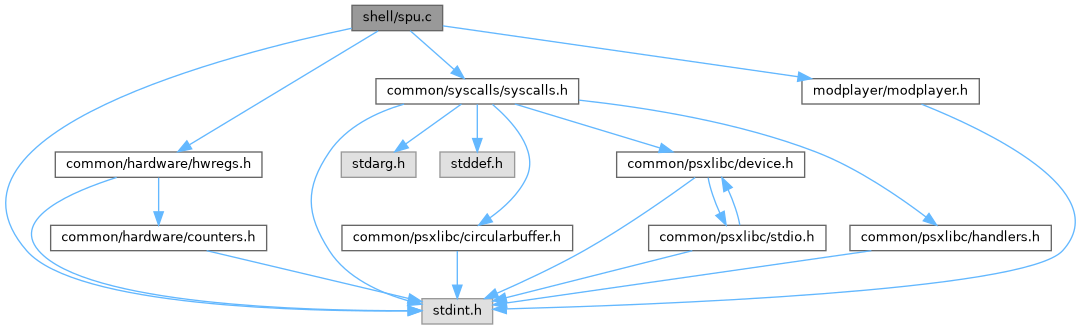 shell/spu.c
common/syscalls/syscalls.h
modplayer/modplayer.h
common/hardware/hwregs.h
stdarg.h
stddef.h
common/psxlibc/device.h
common/hardware/counters.h
common/psxlibc/circularbuffer.h
common/psxlibc/stdio.h
common/psxlibc/handlers.h
stdint.h